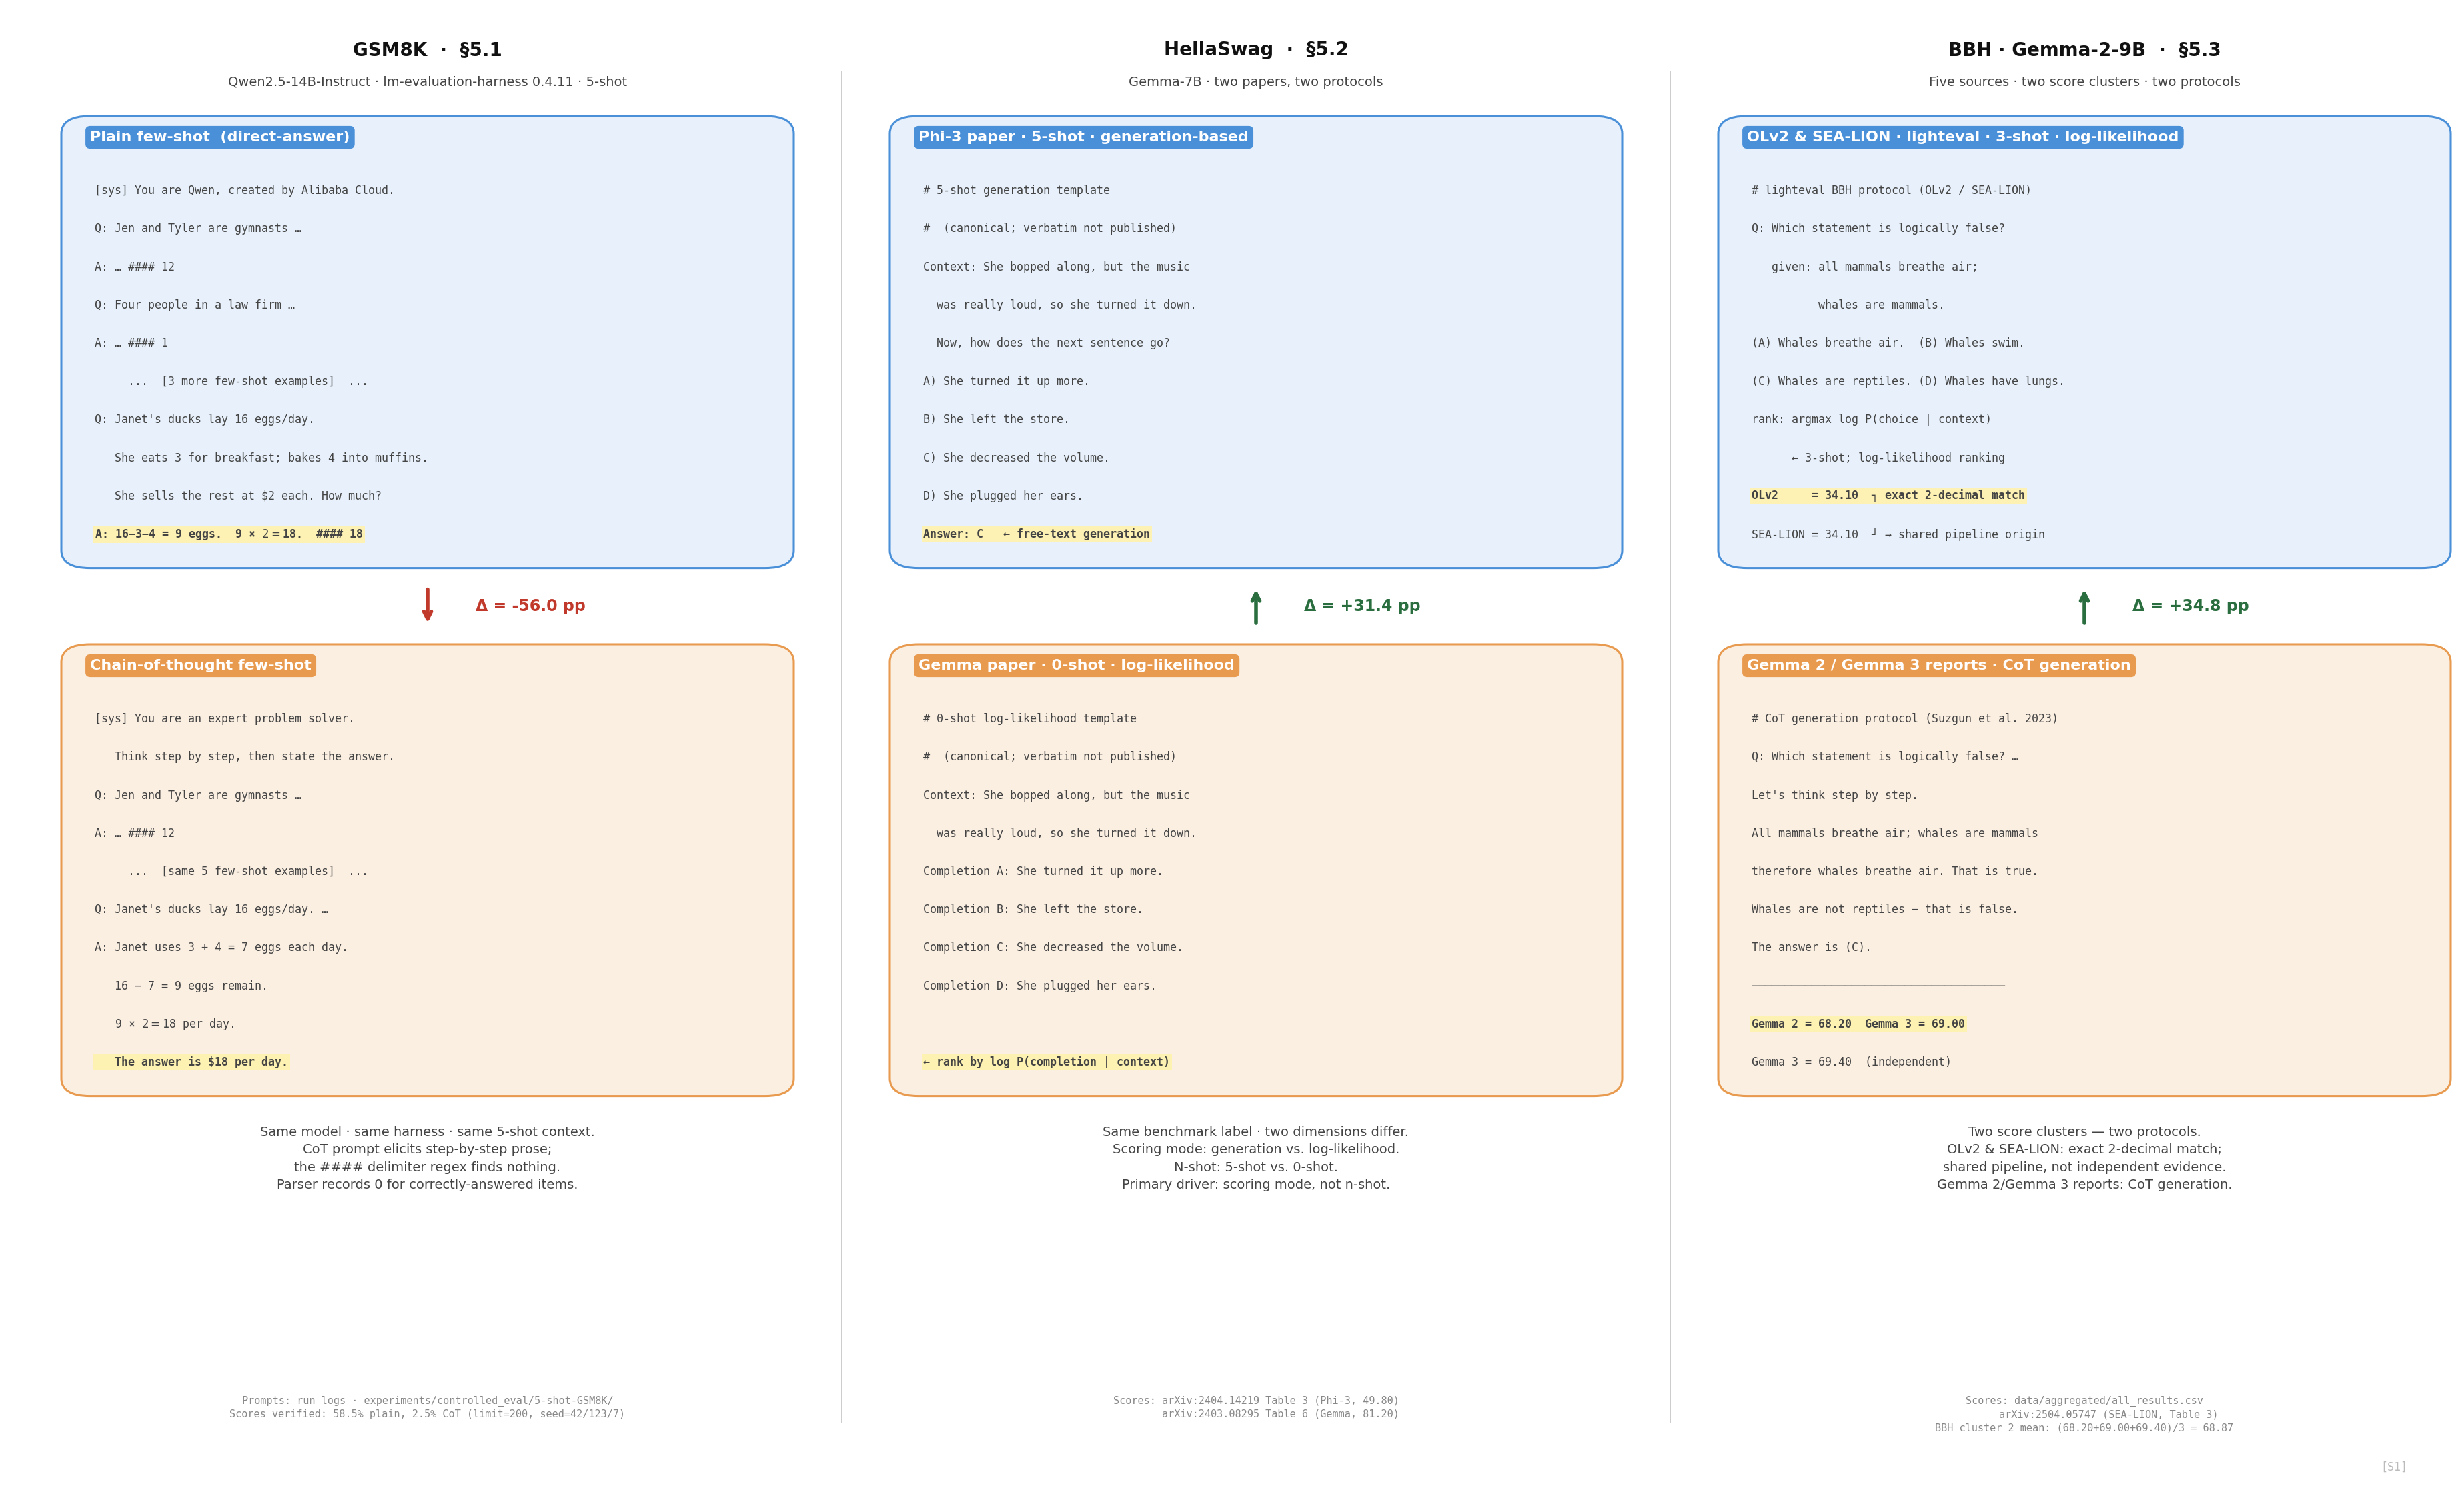 GSM8K · §5.1
Qwen2.5-14B-Instruct · lm-evaluation-harness 0.4.11 · 5-shot
Plain few-shot (direct-answer)
[sys] You are Qwen, created by Alibaba Cloud.
Q: Jen and Tyler are gymnasts …
A: … #### 12
Q: Four people in a law firm …
A: … #### 1
... [3 more few-shot examples] ...
Q: Janet's ducks lay 16 eggs/day.
She eats 3 for breakfast; bakes 4 into muffins.
She sells the rest at $2 each. How much?
A: 16−3−4 = 9 eggs. 9 × 2=18. #### 18
Δ = -56.0 pp
Chain-of-thought few-shot
[sys] You are an expert problem solver.
Think step by step, then state the answer.
Q: Jen and Tyler are gymnasts …
A: … #### 12
... [same 5 few-shot examples] ...
Q: Janet's ducks lay 16 eggs/day. …
A: Janet uses 3 + 4 = 7 eggs each day.
16 − 7 = 9 eggs remain.
9 × 2=18 per day.
The answer is $18 per day.
Same model · same harness · same 5-shot context.
CoT prompt elicits step-by-step prose;
the #### delimiter regex finds nothing.
Parser records 0 for correctly-answered items.
Prompts: run logs · experiments/controlled_eval/5-shot-GSM8K/
Scores verified: 58.5% plain, 2.5% CoT (limit=200, seed=42/123/7)
HellaSwag · §5.2
Gemma-7B · two papers, two protocols
Phi-3 paper · 5-shot · generation-based
# 5-shot generation template
# (canonical; verbatim not published)
Context: She bopped along, but the music
was really loud, so she turned it down.
Now, how does the next sentence go?
A) She turned it up more.
B) She left the store.
C) She decreased the volume.
D) She plugged her ears.
Answer: C ← free-text generation
Δ = +31.4 pp
Gemma paper · 0-shot · log-likelihood
# 0-shot log-likelihood template
# (canonical; verbatim not published)
Context: She bopped along, but the music
was really loud, so she turned it down.
Completion A: She turned it up more.
Completion B: She left the store.
Completion C: She decreased the volume.
Completion D: She plugged her ears.
← rank by log P(completion | context)
Same benchmark label · two dimensions differ.
Scoring mode: generation vs. log-likelihood.
N-shot: 5-shot vs. 0-shot.
Primary driver: scoring mode, not n-shot.
Scores: arXiv:2404.14219 Table 3 (Phi-3, 49.80)
arXiv:2403.08295 Table 6 (Gemma, 81.20)
BBH · Gemma-2-9B · §5.3
Five sources · two score clusters · two protocols
OLv2 & SEA-LION · lighteval · 3-shot · log-likelihood
# lighteval BBH protocol (OLv2 / SEA-LION)
Q: Which statement is logically false?
given: all mammals breathe air;
whales are mammals.
(A) Whales breathe air. (B) Whales swim.
(C) Whales are reptiles. (D) Whales have lungs.
rank: argmax log P(choice | context)
← 3-shot; log-likelihood ranking
OLv2 = 34.10 ┐ exact 2-decimal match
SEA-LION = 34.10 ┘ → shared pipeline origin
Δ = +34.8 pp
Gemma 2 / Gemma 3 reports · CoT generation
# CoT generation protocol (Suzgun et al. 2023)
Q: Which statement is logically false? …
Let's think step by step.
All mammals breathe air; whales are mammals
therefore whales breathe air. That is true.
Whales are not reptiles — that is false.
The answer is (C).
Gemma 2 = 68.20 Gemma 3 = 69.00
Gemma 3 = 69.40 (independent)
Two score clusters — two protocols.
OLv2 & SEA-LION: exact 2-decimal match;
shared pipeline, not independent evidence.
Gemma 2/Gemma 3 reports: CoT generation.
Scores: data/aggregated/all_results.csv
arXiv:2504.05747 (SEA-LION, Table 3)
BBH cluster 2 mean: (68.20+69.00+69.40)/3 = 68.87
[S1]